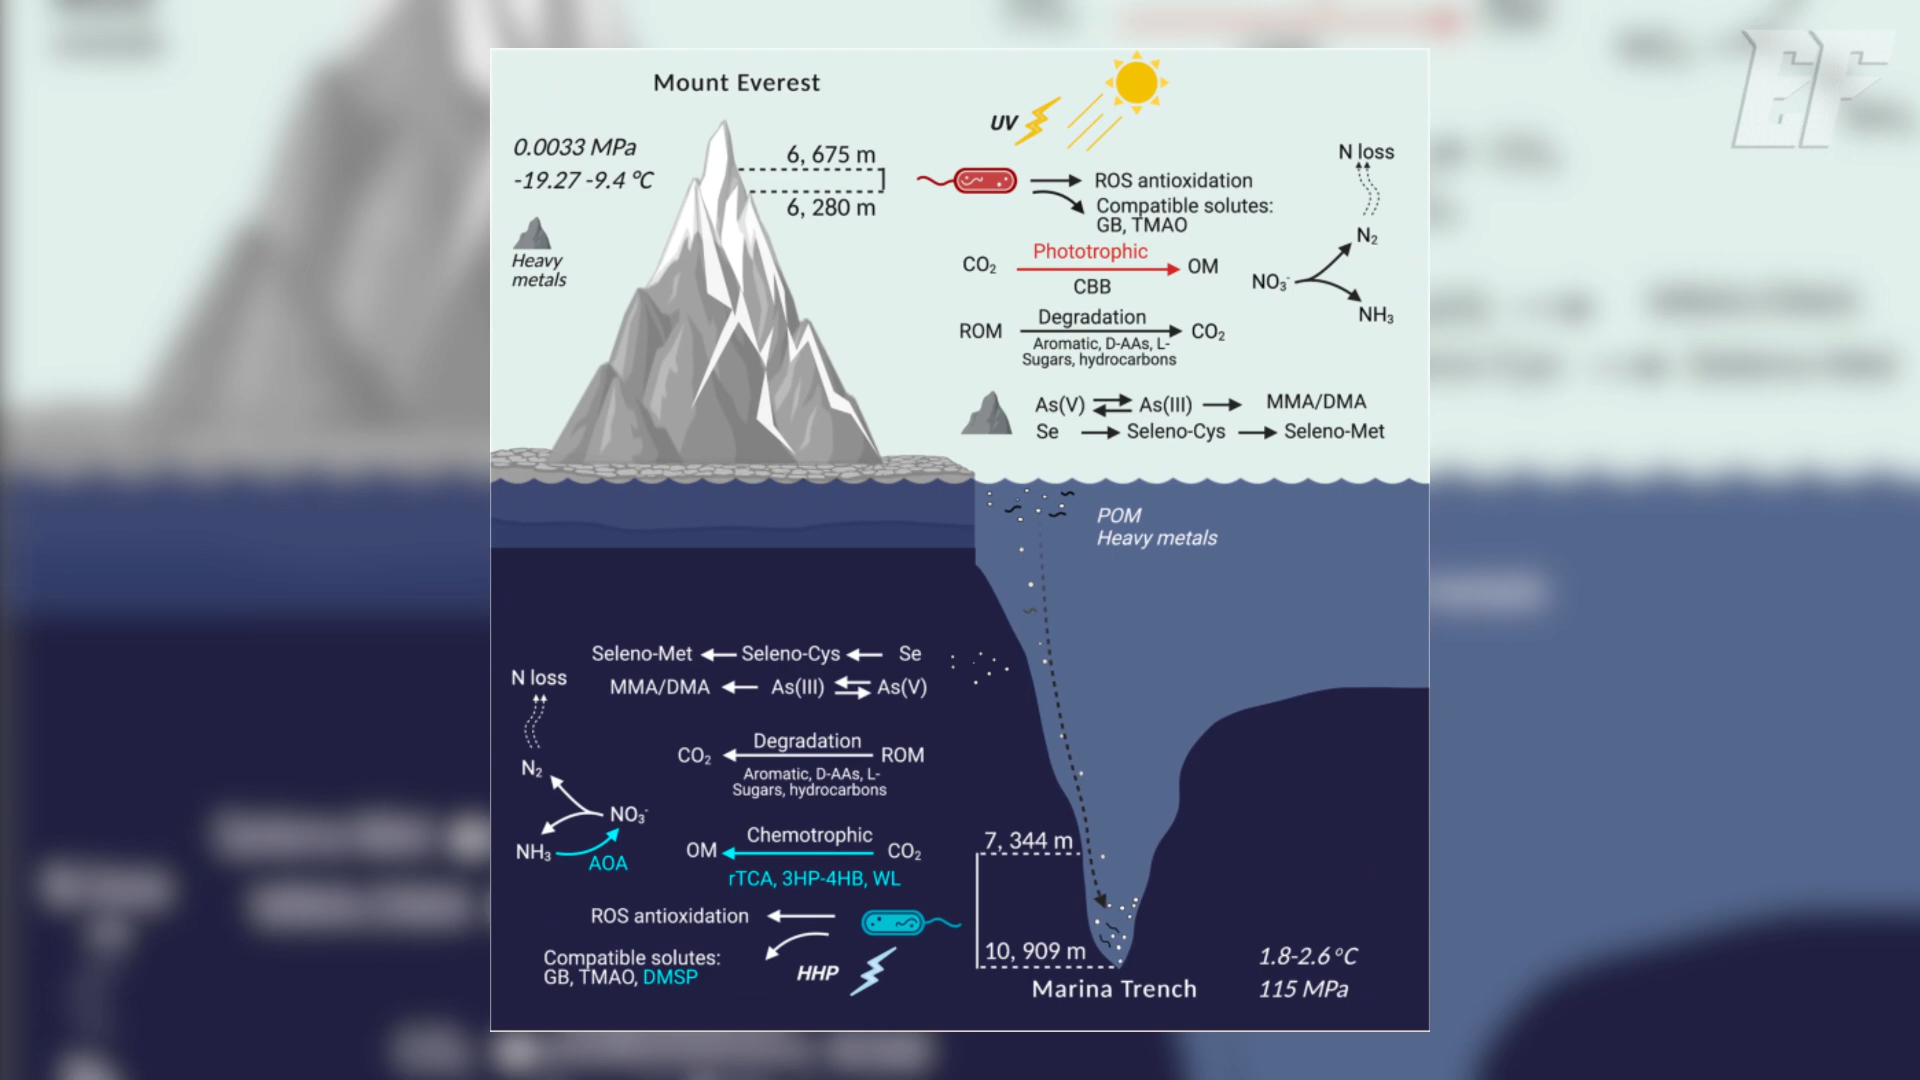 Mount Everest
0.0033 MPa
-19.27 -9.4 °C
Heavy
metals
6, 675 m
6, 280 m
UV
ROS antioxidation
Compatible solutes:
GB, TMAO
CO₂ Phototrophic OM
CBB
ROM Degradation CO₂
Aromatic, D-AAs, L-
Sugars, hydrocarbons
N loss
N₂
NO₃⁻
NH₃
As(V) As(III) MMA/DMA
Se Seleno-Cys Seleno-Met
POM
Heavy metals
Seleno-Met Seleno-Cys Se
MMA/DMA As(III) As(V)
N loss
N₂
NO₃⁻
NH₃
AOA
CO₂ Degradation ROM
Aromatic, D-AAs, L-
Sugars, hydrocarbons
OM Chemotrophic CO₂
rTCA, 3HP-4HB, WL
ROS antioxidation
Compatible solutes:
GB, TMAO, DMSP
HHP
7, 344 m
10, 909 m
Marina Trench
1.8-2.6 °C
115 MPa